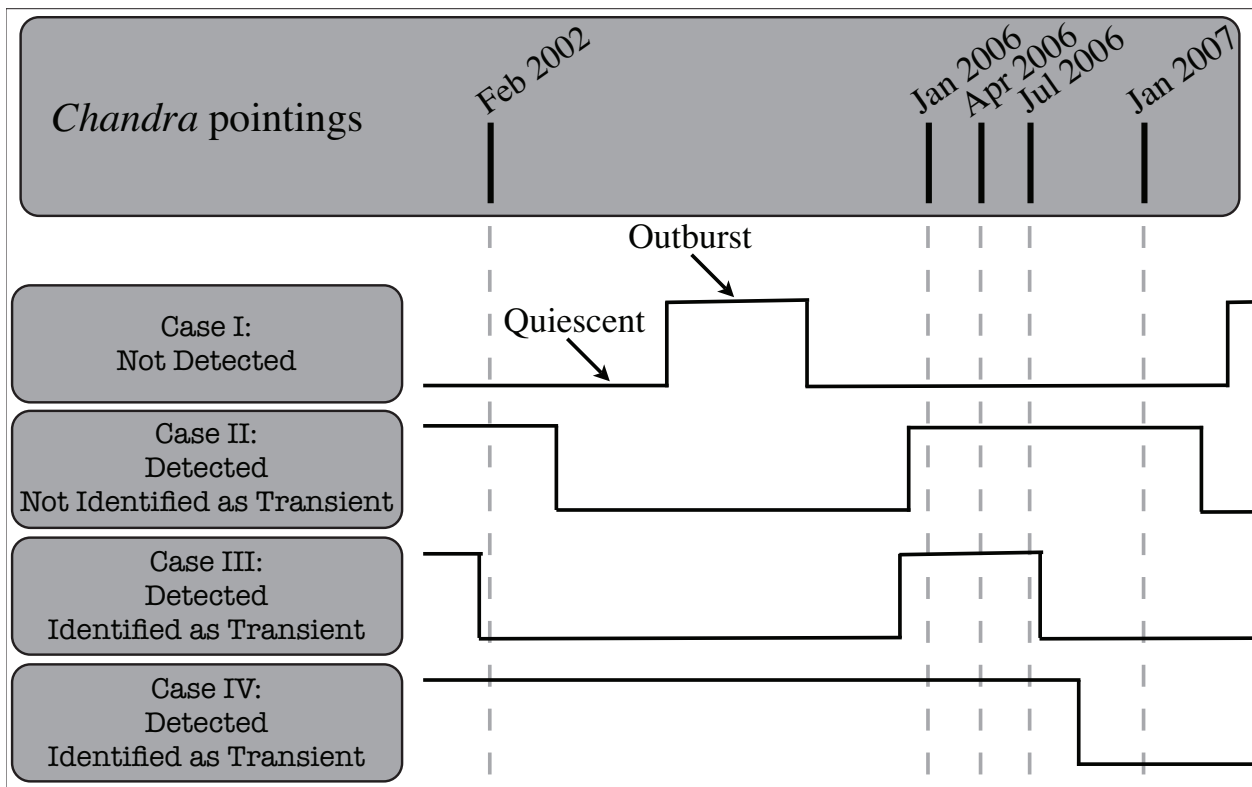 Chandra pointings
Feb 2002
Jan 2006
Apr 2006
Jul 2006
Jan 2007
Outburst
Quiescent
Case I:
Not Detected
Case II:
Detected
Not Identified as Transient
Case III:
Detected
Identified as Transient
Case IV:
Detected
Identified as Transient